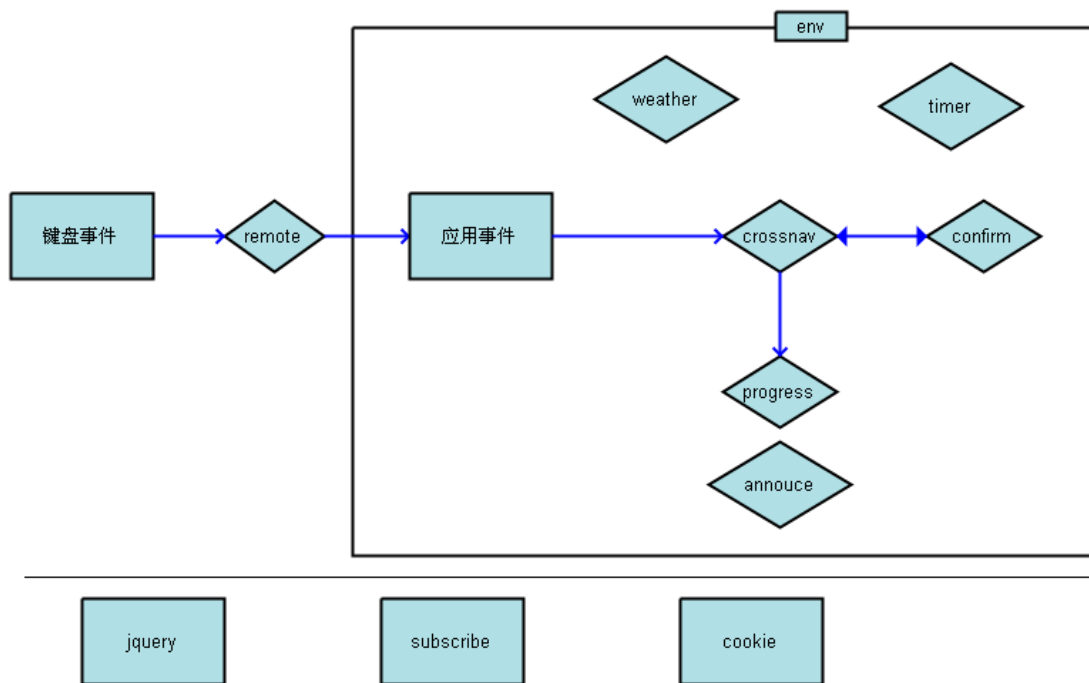 env
weather
timer
键盘事件
remote
应用事件
crossnav
confirm
progress
annouce
jquery
subscribe
cookie